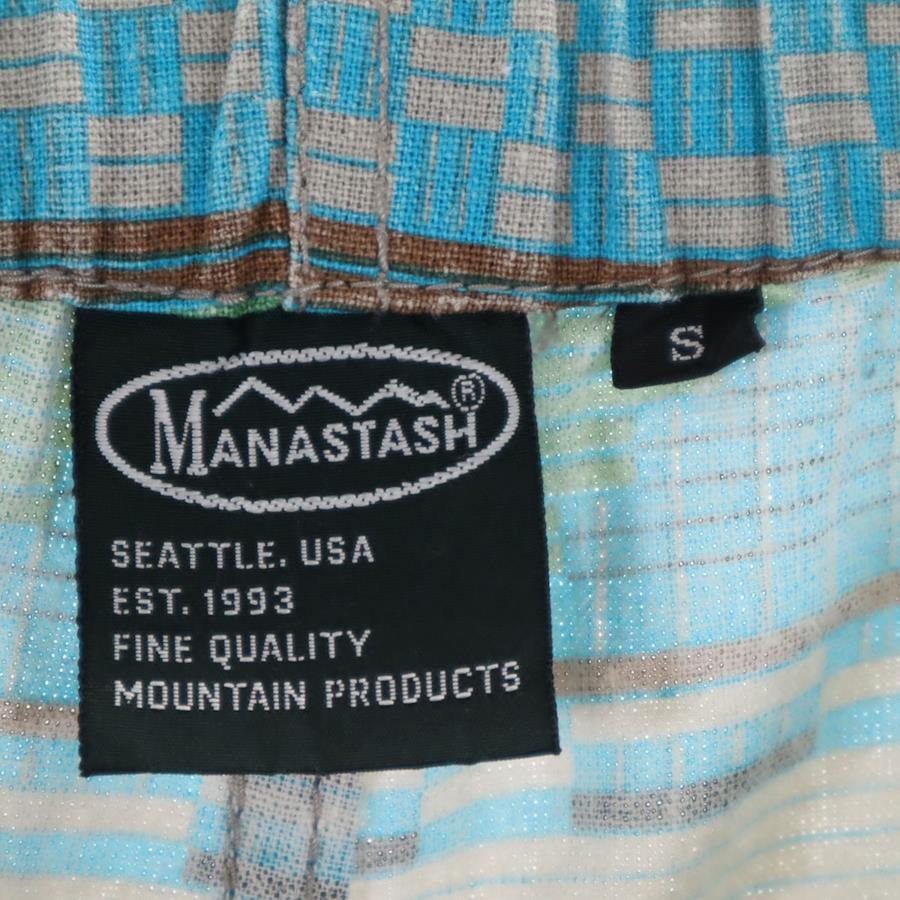 MANASTASH®
S
SEATTLE. USA
EST. 1993
FINE QUALITY
MOUNTAIN PRODUCTS